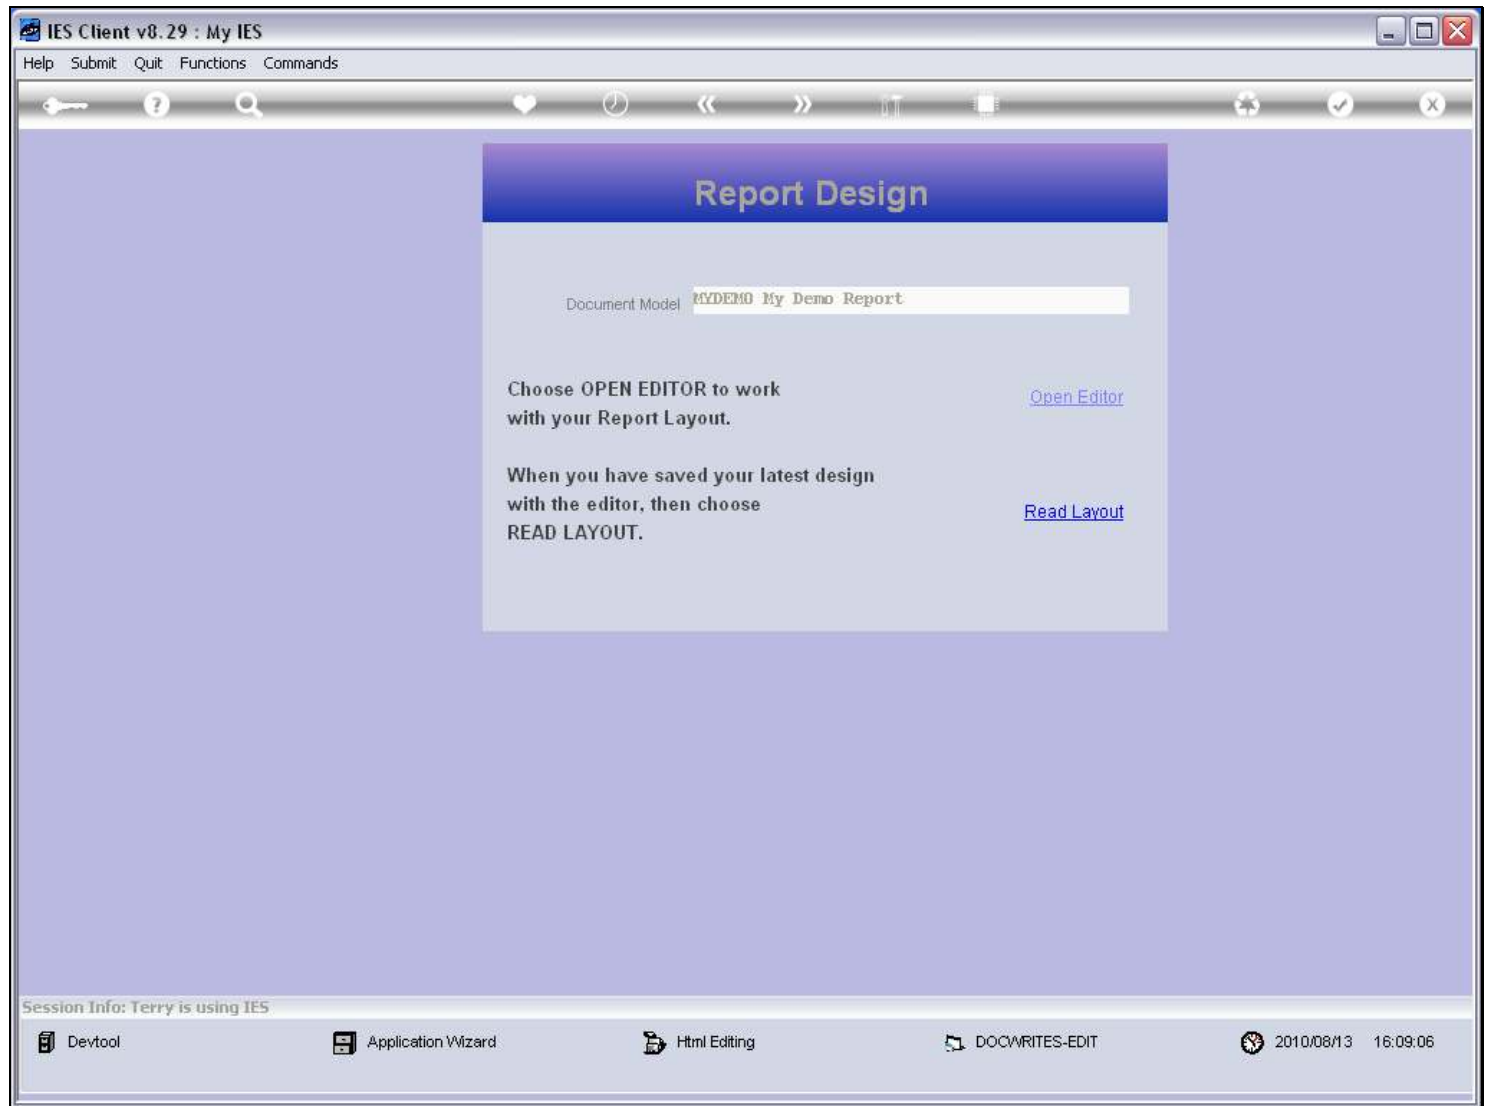 IES Client v8.29 : My IES
Help Submit Quit Functions Commands
Report Design
Document Model MYDEMO My Demo Report
Choose OPEN EDITOR to work
with your Report Layout.
Open Editor
When you have saved your latest design
with the editor, then choose
READ LAYOUT.
Read Layout
Session Info: Terry is using IES
Devtool Application Wizard Html Editing DOCWRITES-EDIT 2010/08/13 16:09:06